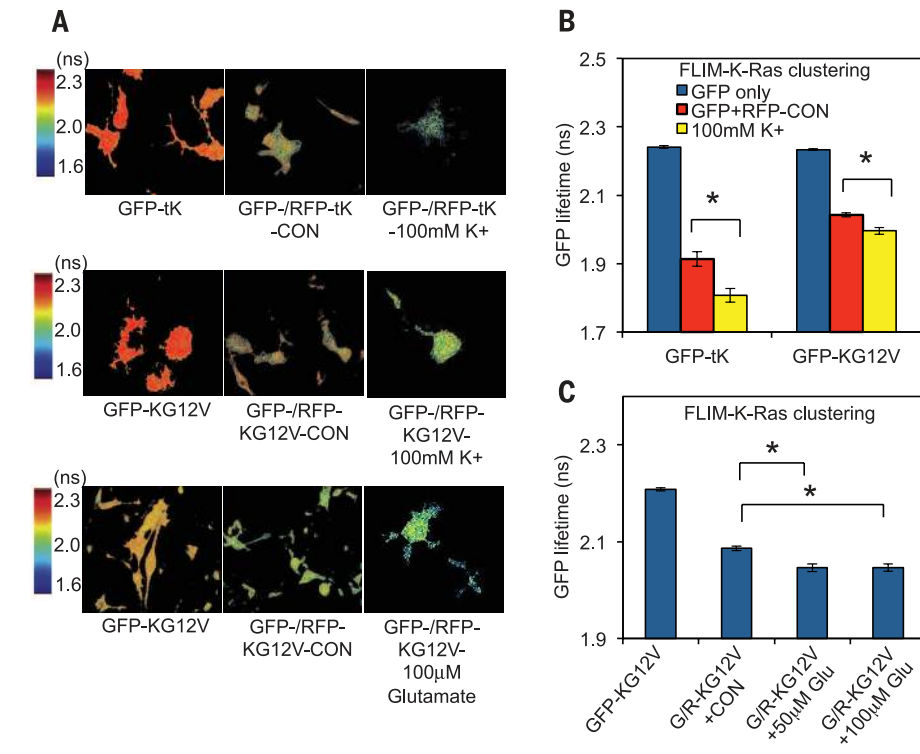 A
(ns)
2.3
2.0
1.6
GFP-tK
GFP-/RFP-tK
-CON
GFP-/RFP-tK
-100mM K+
(ns)
2.3
2.0
1.6
GFP-KG12V
GFP-/RFP-
KG12V-CON
GFP-/RFP-
KG12V-
100mM K+
(ns)
2.3
2.0
1.6
GFP-KG12V
GFP-/RFP-
KG12V-CON
GFP-/RFP-
KG12V-
100μM
Glutamate
B
FLIM-K-Ras clustering
GFP only
GFP+RFP-CON
100mM K+
GFP lifetime (ns)
2.5
2.3
2.1
1.9
1.7
*
*
GFP-tK
GFP-KG12V
C
FLIM-K-Ras clustering
GFP lifetime (ns)
2.3
2.1
1.9
*
*
GFP-KG12V
G/R-KG12V
+CON
G/R-KG12V
+50μM Glu
G/R-KG12V
+100μM Glu